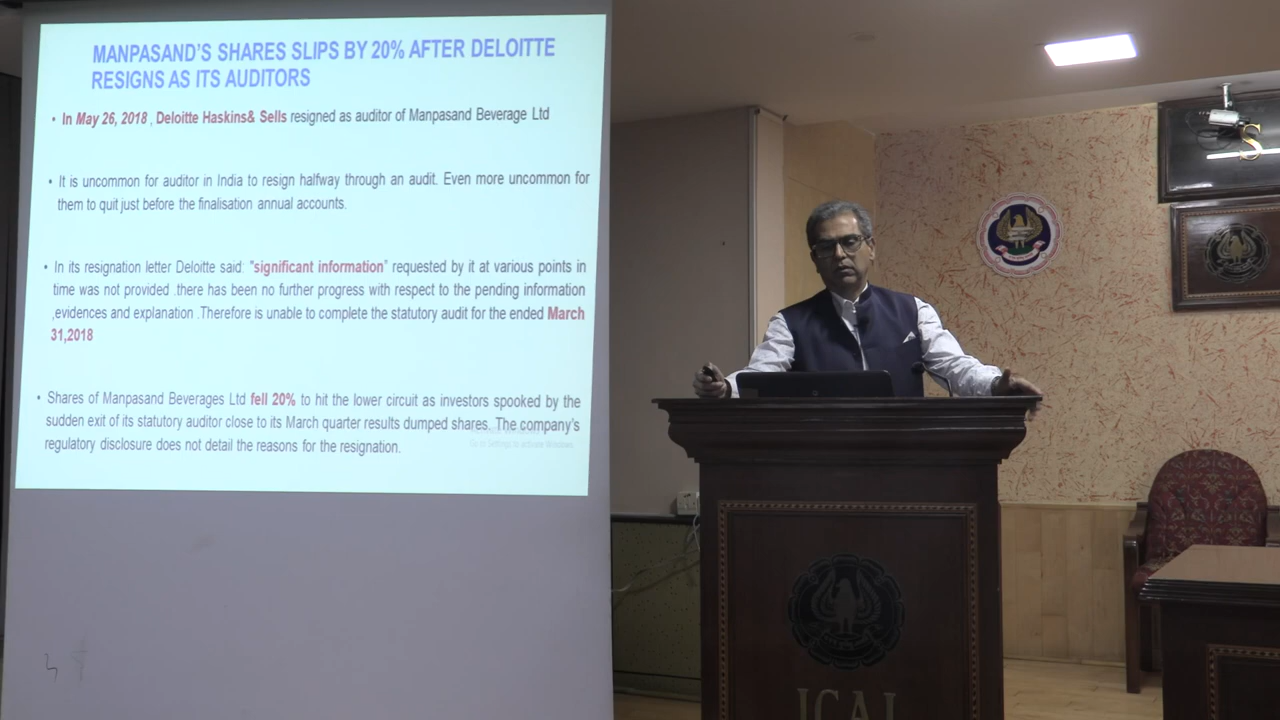 MANPASAND'S SHARES SLIPS BY 20% AFTER DELOITTE
RESIGNS AS ITS AUDITORS
• In May 26, 2018 , Deloitte Haskins& Sells resigned as auditor of Manpasand Beverage Ltd
• It is uncommon for auditor in India to resign halfway through an audit. Even more uncommon for
them to quit just before the finalisation annual accounts.
• In its resignation letter Deloitte said: "significant information" requested by it at various points in
time was not provided .there has been no further progress with respect to the pending information
,evidences and explanation .Therefore is unable to complete the statutory audit for the ended March
31,2018
• Shares of Manpasand Beverages Ltd fell 20% to hit the lower circuit as investors spooked by the
sudden exit of its statutory auditor close to its March quarter results dumped shares. The company's
regulatory disclosure does not detail the reasons for the resignation.
Go to Settings to activate Windows.
S
ICAI